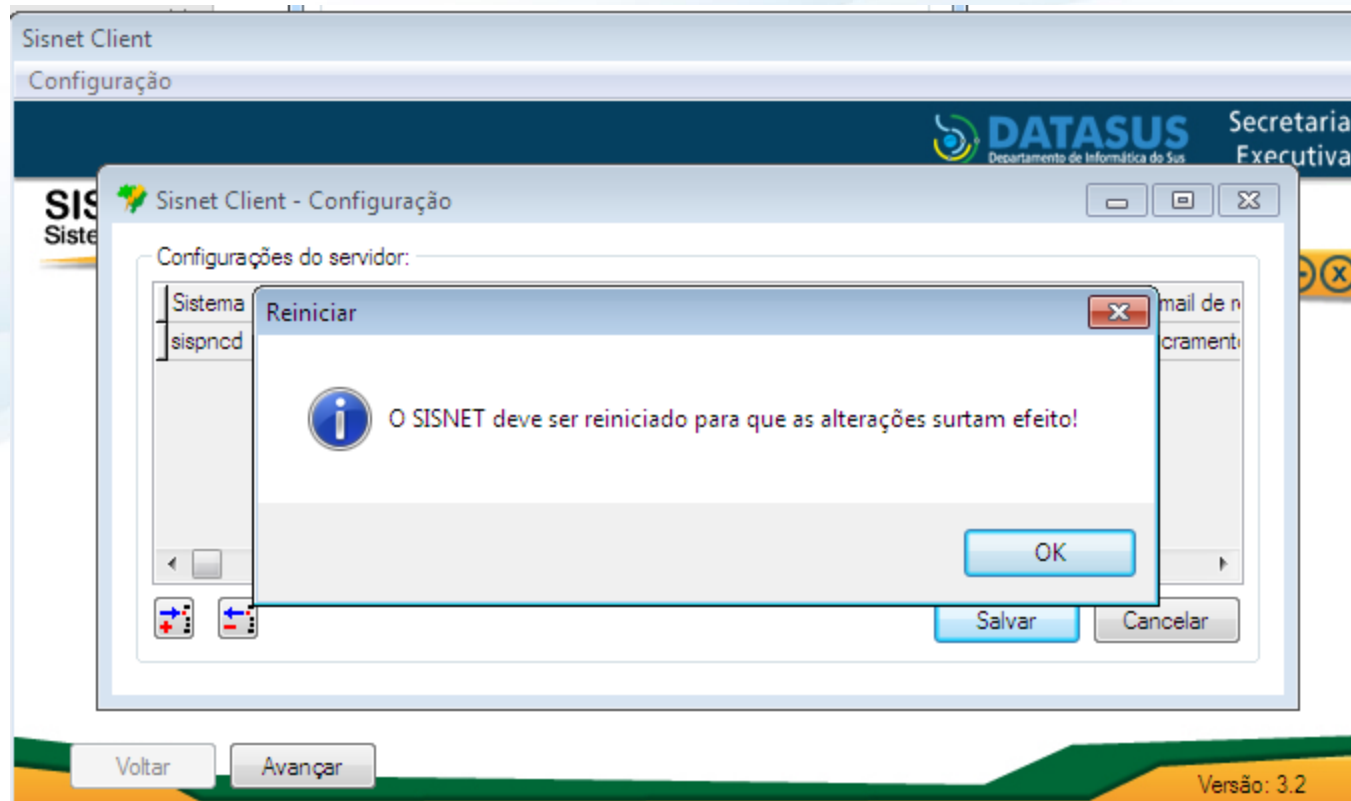 Sisnet Client
Configuração
DATASUS
Departamento de Informática do Sus
Secretaria
Executiva
SIS
Siste
Sisnet Client - Configuração
Configurações do servidor:
Sistema
mail de r
sispncd
crament
Reiniciar
O SISNET deve ser reiniciado para que as alterações surtam efeito!
OK
Salvar
Cancelar
Voltar
Avançar
Versão: 3.2